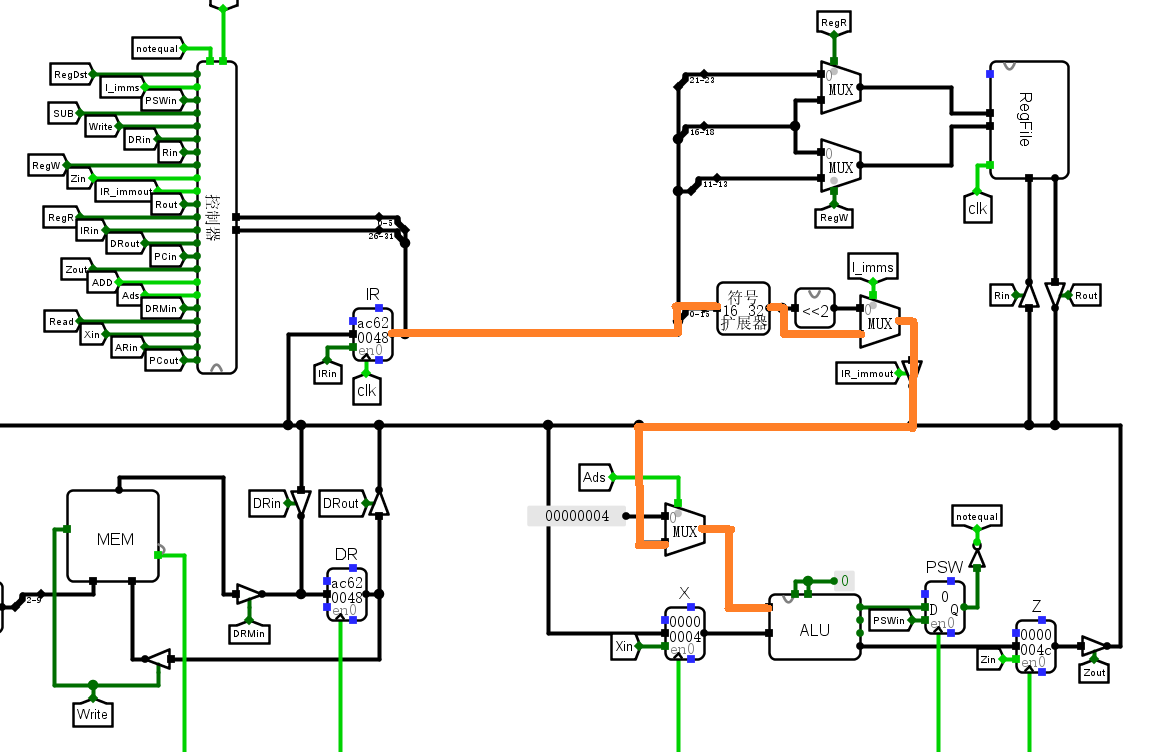 notequal
RegDst
I_imms
PSWin
SUB
Write
DRin
Rin
RegW
Zin
IR_immout
Rout
RegR
IRin
DRout
PCin
Zout
ADD
Ads
DRMin
Read
Xin
ARin
PCout
控制器
0-5
26-31
IR
ac62
0048
en0
IRin
clk
RegR
21-23
0
MUX
16-18
0
MUX
11-13
RegW
RegFile
clk
Rin
Rout
I_imms
符号
16 32
扩展器
0-15
<<2
0
MUX
IR_immout
MEM
2-9
DRin
DRout
DR
ac62
0048
en0
DRMin
Write
Ads
00000004
0
MUX
X
0000
0004
en0
Xin
0
ALU
notequal
PSW
0
D Q
en0
PSWin
Z
0000
004c
en0
Zin
Zout